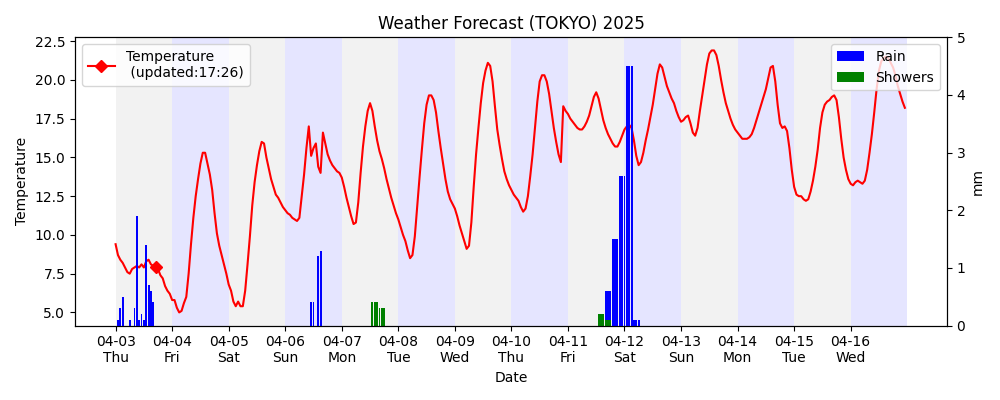 Weather Forecast (TOKYO) 2025
Temperature
(updated:17:26)
Rain
Showers
Temperature
22.5
20.0
17.5
15.0
12.5
10.0
7.5
5.0
5
4
3
2
1
0
mm
04-03 04-04 04-05 04-06 04-07 04-08 04-09 04-10 04-11 04-12 04-13 04-14 04-15 04-16
Thu Fri Sat Sun Mon Tue Wed Thu Fri Sat Sun Mon Tue Wed
Date